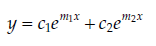 y = c₁e^{m₁x} + c₂e^{m₂x}